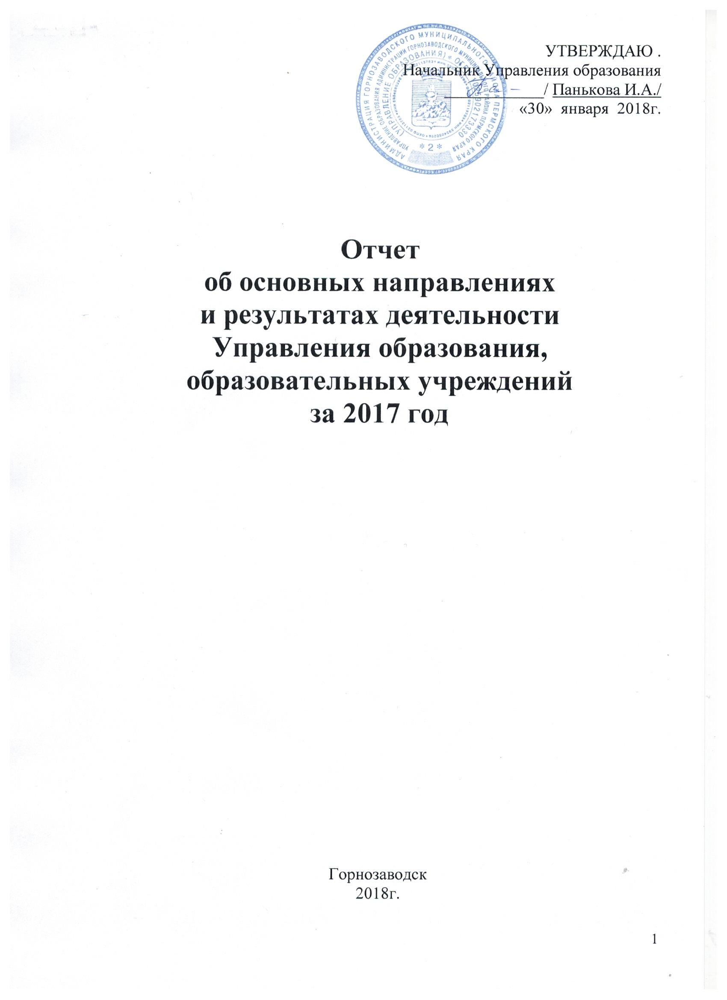 УТВЕРЖДАЮ .
Начальник Управления образования
/ Панькова И.А./
«30» января 2018г.
АДМИНИСТРАЦИЯ ГОРНОЗАВОДСКОГО МУНИЦИПАЛЬНОГО РАЙОНА ПЕРМСКОГО КРАЯ
УПРАВЛЕНИЕ ОБРАЗОВАНИЯ АДМИНИСТРАЦИИ ГОРНОЗАВОДСКОГО МУНИЦИПАЛЬНОГО РАЙОНА ПЕРМСКОГО КРАЯ
(УПРАВЛЕНИЕ ОБРАЗОВАНИЯ) *
* 2 *
Отчет
об основных направлениях
и результатах деятельности
Управления образования,
образовательных учреждений
за 2017 год
Горнозаводск
2018г.
1